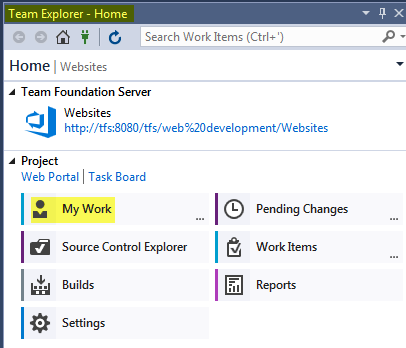 Team Explorer - Home
Search Work Items (Ctrl+')
Home | Websites
Team Foundation Server
Websites
http://tfs:8080/tfs/web%20development/Websites
Project
Web Portal | Task Board
My Work ... Pending Changes
Source Control Explorer Work Items ...
Builds Reports
Settings